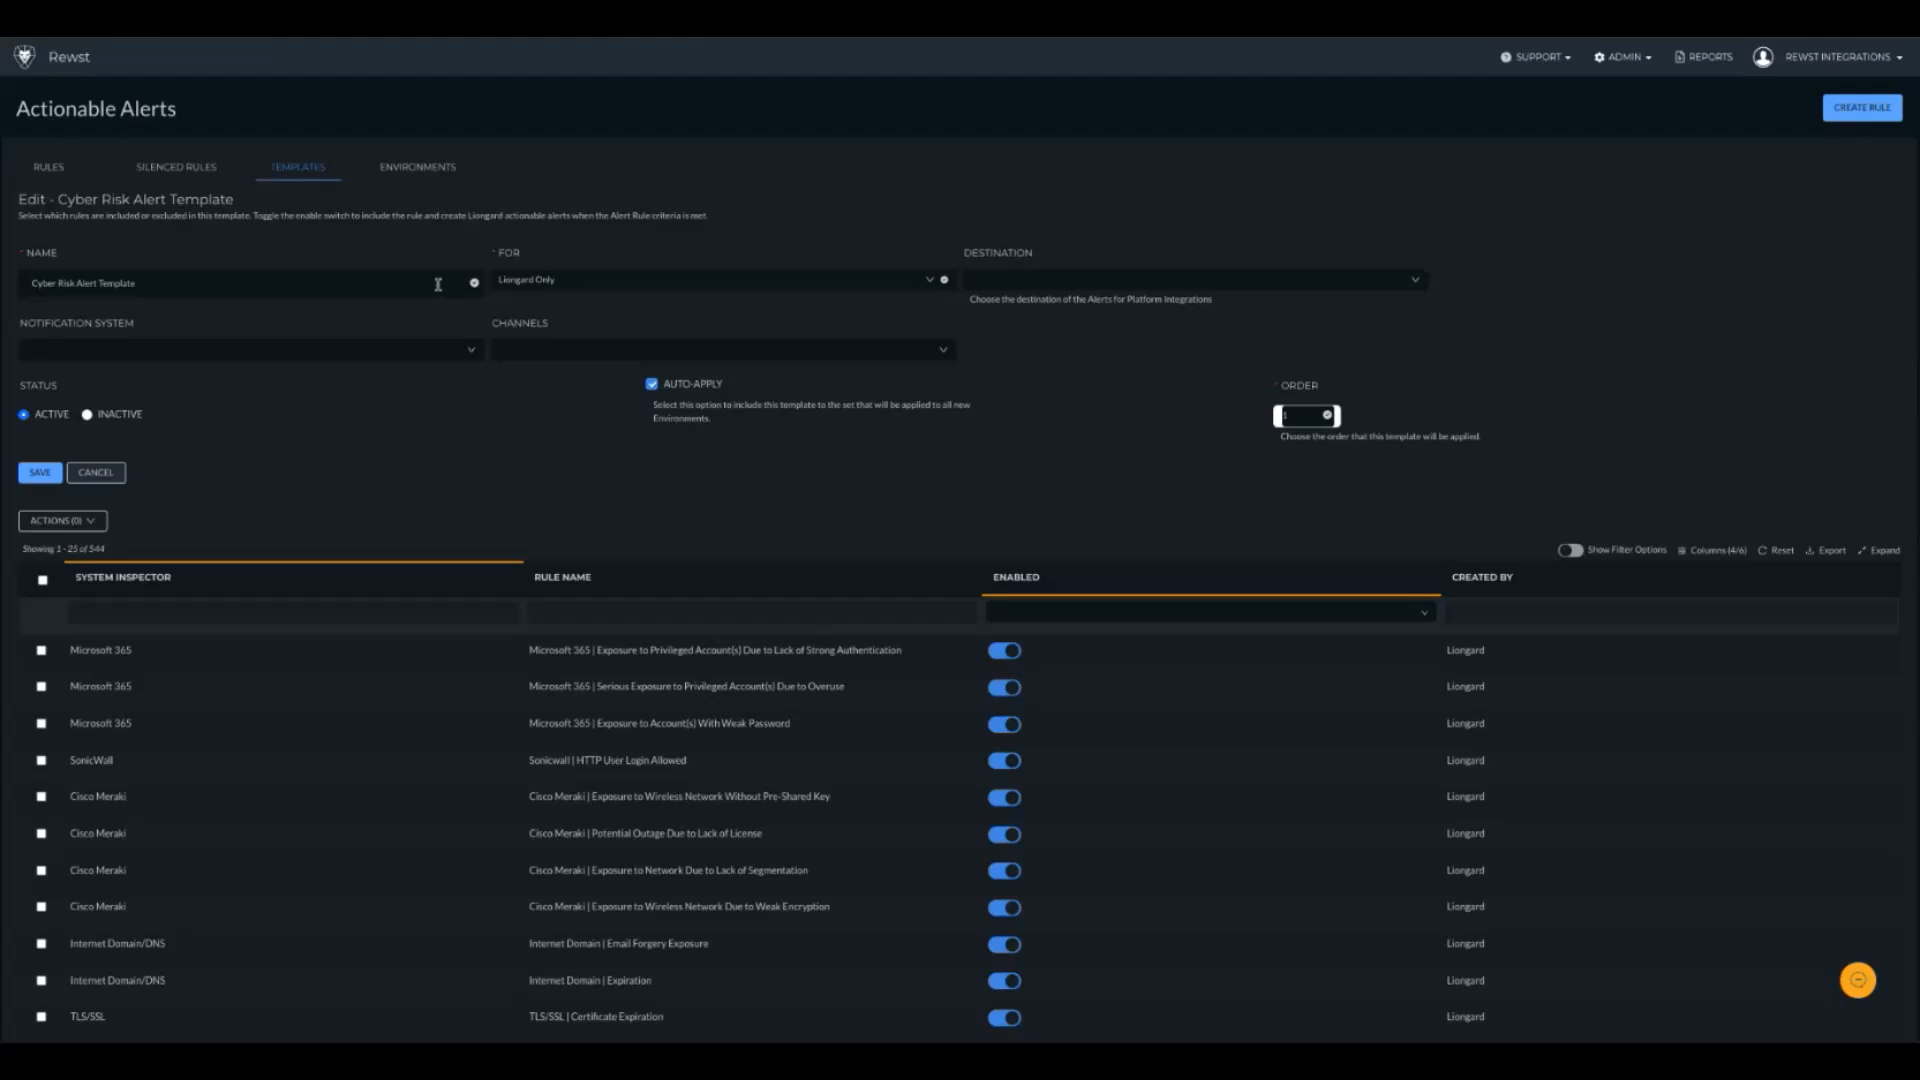 Rewst
SUPPORT
ADMIN
REPORTS
REWST INTEGRATIONS
Actionable Alerts
CREATE RULE
RULES
SILENCED RULES
TEMPLATES
ENVIRONMENTS
Edit - Cyber Risk Alert Template
Select which rules are included or excluded in this template. Toggle the enable switch to include the rule and create Liongard actionable alerts when the Alert Rule criteria is met.
* NAME
* FOR
DESTINATION
Cyber Risk Alert Template
Liongard Only
Choose the destination of the Alerts for Platform Integrations
NOTIFICATION SYSTEM
CHANNELS
STATUS
AUTO-APPLY
* ORDER
ACTIVE
INACTIVE
Select this option to include this template to the set that will be applied to all new
Environments.
1
Choose the order that this template will be applied.
SAVE
CANCEL
ACTIONS (0)
Showing 1 - 25 of 544
Show Filter Options
Columns (4/6)
Reset
Export
Expand
SYSTEM INSPECTOR
RULE NAME
ENABLED
CREATED BY
Microsoft 365
Microsoft 365 | Exposure to Privileged Account(s) Due to Lack of Strong Authentication
Liongard
Microsoft 365
Microsoft 365 | Serious Exposure to Privileged Account(s) Due to Overuse
Liongard
Microsoft 365
Microsoft 365 | Exposure to Account(s) With Weak Password
Liongard
SonicWall
Sonicwall | HTTP User Login Allowed
Liongard
Cisco Meraki
Cisco Meraki | Exposure to Wireless Network Without Pre-Shared Key
Liongard
Cisco Meraki
Cisco Meraki | Potential Outage Due to Lack of License
Liongard
Cisco Meraki
Cisco Meraki | Exposure to Network Due to Lack of Segmentation
Liongard
Cisco Meraki
Cisco Meraki | Exposure to Wireless Network Due to Weak Encryption
Liongard
Internet Domain/DNS
Internet Domain | Email Forgery Exposure
Liongard
Internet Domain/DNS
Internet Domain | Expiration
Liongard
TLS/SSL
TLS/SSL | Certificate Expiration
Liongard